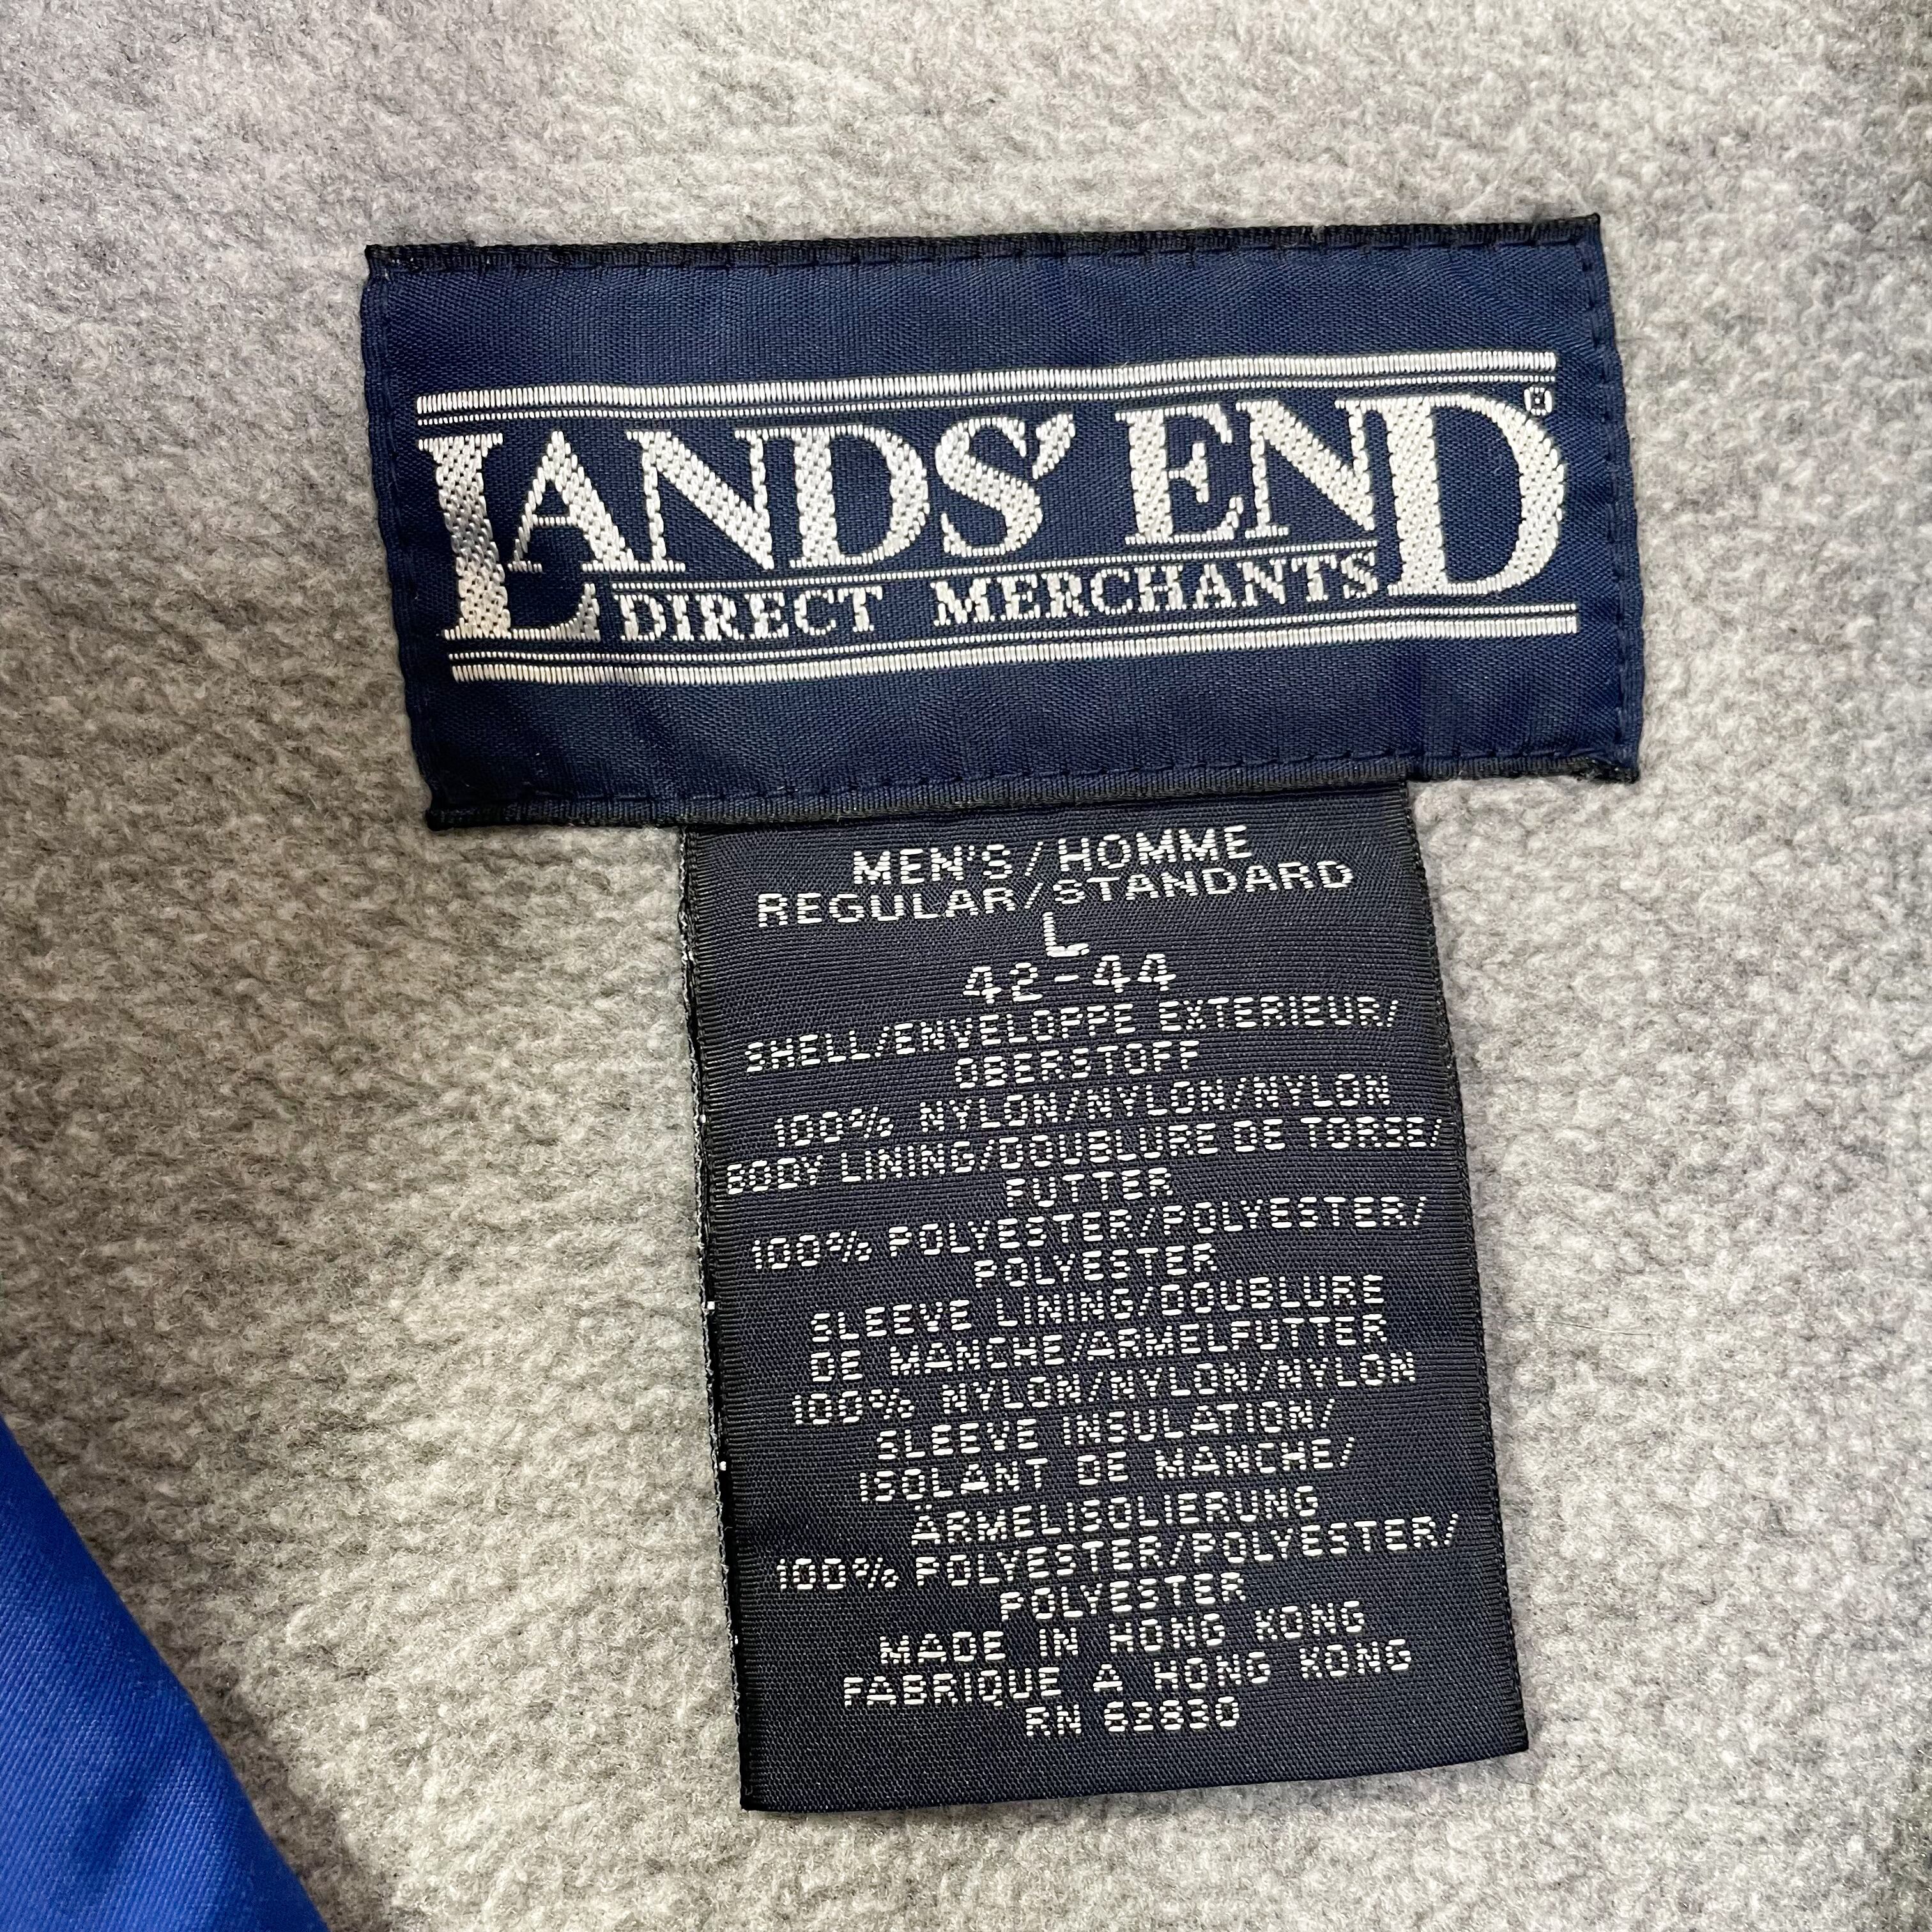 LANDS' END®
DIRECT MERCHANTS
MEN'S/HOMME
REGULAR/STANDARD
L
42-44
SHELL/ENVELOPPE EXTERIEUR/
OBERSTOFF
100% NYLON/NYLON/NYLON
BODY LINING/DOUBLURE DE TORSE/
FUTTER
100% POLYESTER/POLYESTER/
POLYESTER
SLEEVE LINING/DOUBLURE
DE MANCHE/ARMELFUTTER
100% NYLON/NYLON/NYLON
SLEEVE INSULATION/
ISOLANT DE MANCHE/
ÄRMELISOLIERUNG
100% POLYESTER/POLYESTER/
POLYESTER
MADE IN HONG KONG
FABRIQUE A HONG KONG
RN 62830